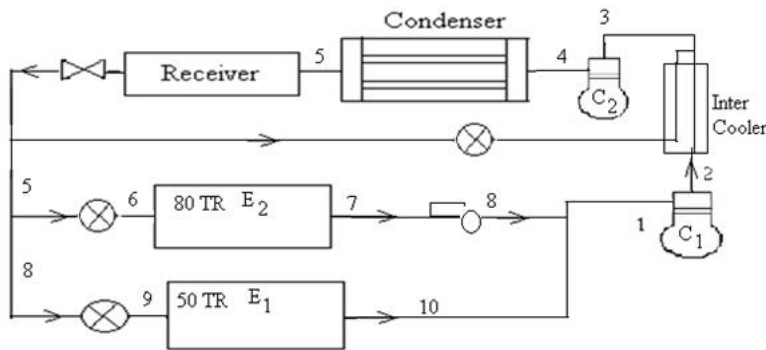 Condenser
3
5
4
Receiver
C2
Inter
Cooler
2
5
6
80 TR E2
7
8
1
C1
8
9
50 TR E1
10